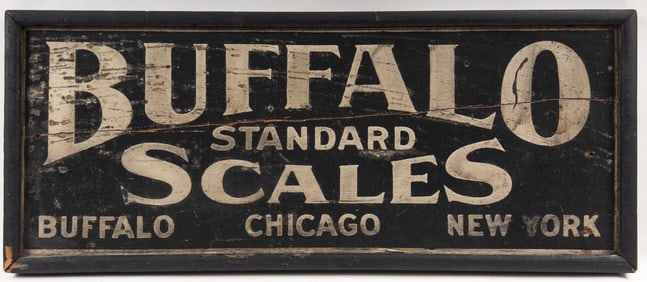 BUFFALO
STANDARD
SCALES
BUFFALO CHICAGO NEW YORK